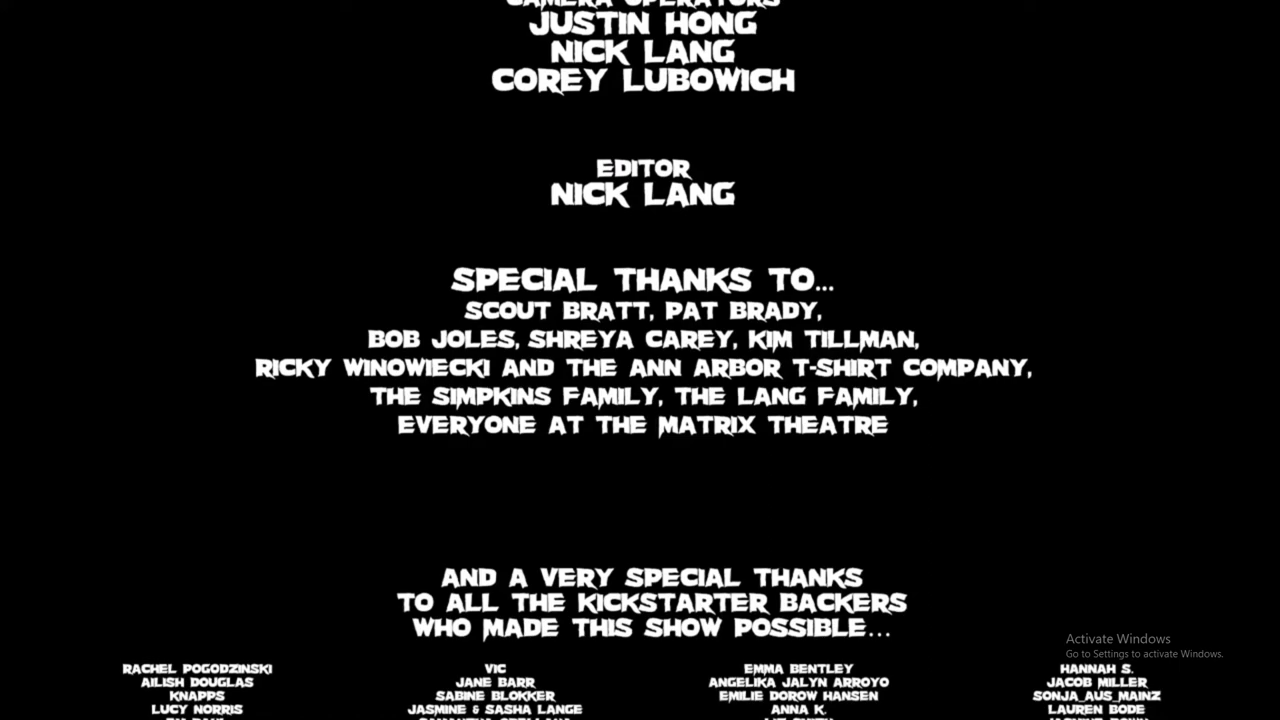 CAMERA OPERATORS
JUSTIN HONG
NICK LANG
COREY LUBOWICH
EDITOR
NICK LANG
SPECIAL THANKS TO...
SCOUT BRATT, PAT BRADY,
BOB JOLES, SHREYA CAREY, KIM TILLMAN,
RICKY WINOWIECKI AND THE ANN ARBOR T-SHIRT COMPANY,
THE SIMPKINS FAMILY, THE LANG FAMILY,
EVERYONE AT THE MATRIX THEATRE
AND A VERY SPECIAL THANKS
TO ALL THE KICKSTARTER BACKERS
WHO MADE THIS SHOW POSSIBLE...
Activate Windows
Go to Settings to activate Windows.
RACHEL POGODZINSKI VIC EMMA BENTLEY HANNAH S.
AILISH DOUGLAS JANE BARR ANGELIKA JALYN ARROYO JACOB MILLER
KNAPPS SABINE BLOKKER EMILIE DOROW HANSEN SONJA_AUS_MAINZ
LUCY NORRIS JASMINE & SASHA LANGE ANNA K. LAUREN BODE